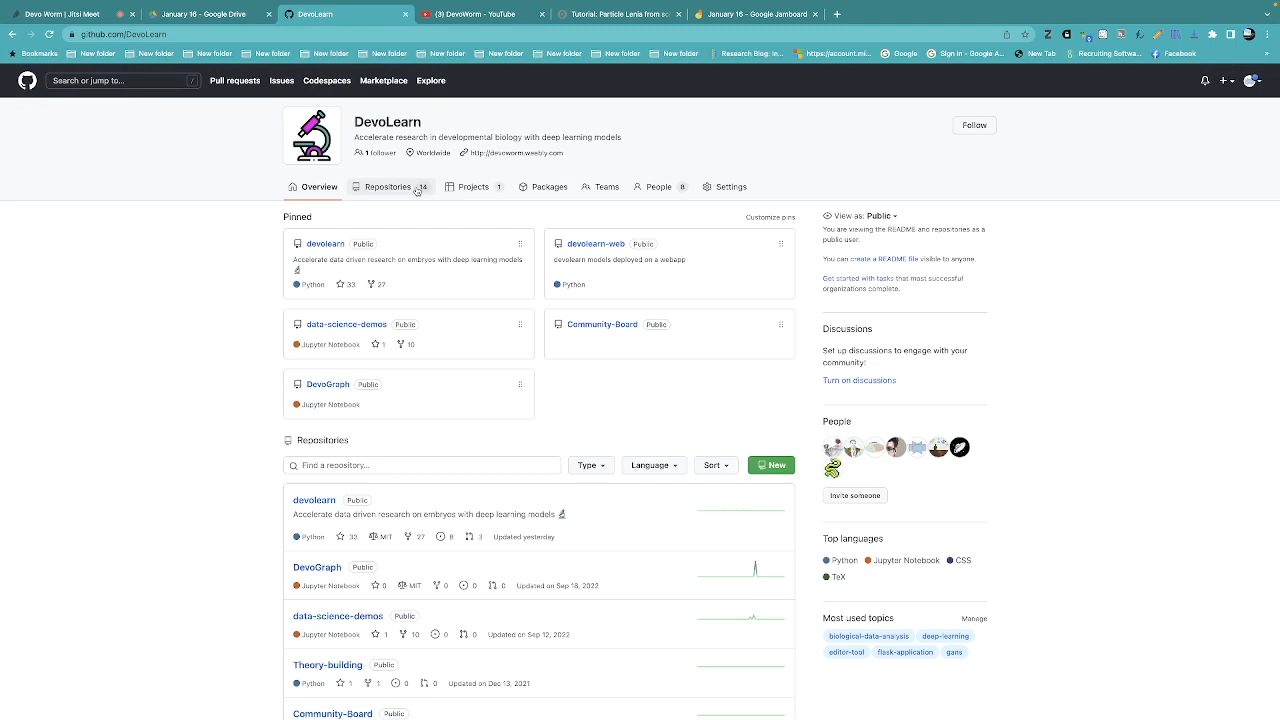 Devo Worm | Jitsi Meet
January 16 - Google Drive
DevoLearn
(3) DevoWorm - YouTube
Tutorial: Particle Lenia from sc
January 16 - Google Jamboard
github.com/DevoLearn
Bookmarks
New folder
New folder
New folder
New folder
New folder
New folder
New folder
New folder
New folder
New folder
New folder
Research Blog: In...
https://account.mi...
Google
Sign in - Google A...
New Tab
Recruiting Softwa...
Facebook
»
Search or jump to...
/
Pull requests
Issues
Codespaces
Marketplace
Explore
DevoLearn
Accelerate research in developmental biology with deep learning models
1 follower
Worldwide
http://devoworm.weebly.com
Follow
Overview
Repositories 14
Projects 1
Packages
Teams
People 8
Settings
Pinned
Customize pins
devolearn Public
Accelerate data driven research on embryos with deep learning models
Python 33 27
devolearn-web Public
devolearn models deployed on a webapp
Python
data-science-demos Public
Jupyter Notebook 1 10
Community-Board Public
DevoGraph Public
Jupyter Notebook
Repositories
Find a repository...
Type
Language
Sort
New
devolearn Public
Accelerate data driven research on embryos with deep learning models
Python 33 MIT 27 8 3 Updated yesterday
DevoGraph Public
Jupyter Notebook 0 MIT 0 0 0 Updated on Sep 18, 2022
data-science-demos Public
Jupyter Notebook 1 10 0 0 Updated on Sep 12, 2022
Theory-building Public
Python 1 1 0 0 Updated on Dec 13, 2021
Community-Board Public
View as: Public
You are viewing the README and repositories as a
public user.
You can create a README file visible to anyone.
Get started with tasks that most successful
organizations complete.
Discussions
Set up discussions to engage with your
community!
Turn on discussions
People
Invite someone
Top languages
Python
Jupyter Notebook
CSS
TeX
Most used topics
Manage
biological-data-analysis
deep-learning
editor-tool
flask-application
gans